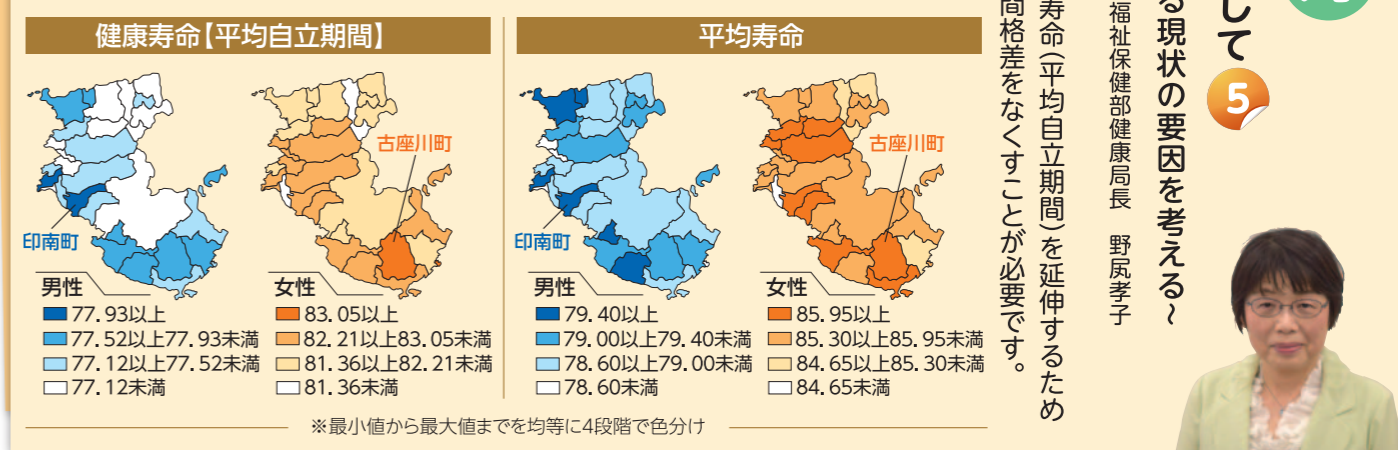 して
5
る現状の要因を考える~
福祉保健部健康局長 野尻孝子
寿命(平均自立期間)を延伸するため
間格差をなくすことが必要です。
健康寿命【平均自立期間】
古座川町
印南町
男性
77.93以上
77.52以上77.93未満
77.12以上77.52未満
77.12未満
女性
83.05以上
82.21以上83.05未満
81.36以上82.21未満
81.36未満
平均寿命
古座川町
印南町
男性
79.40以上
79.00以上79.40未満
78.60以上79.00未満
78.60未満
女性
85.95以上
85.30以上85.95未満
84.65以上85.30未満
84.65未満
※最小値から最大値までを均等に4段階で色分け